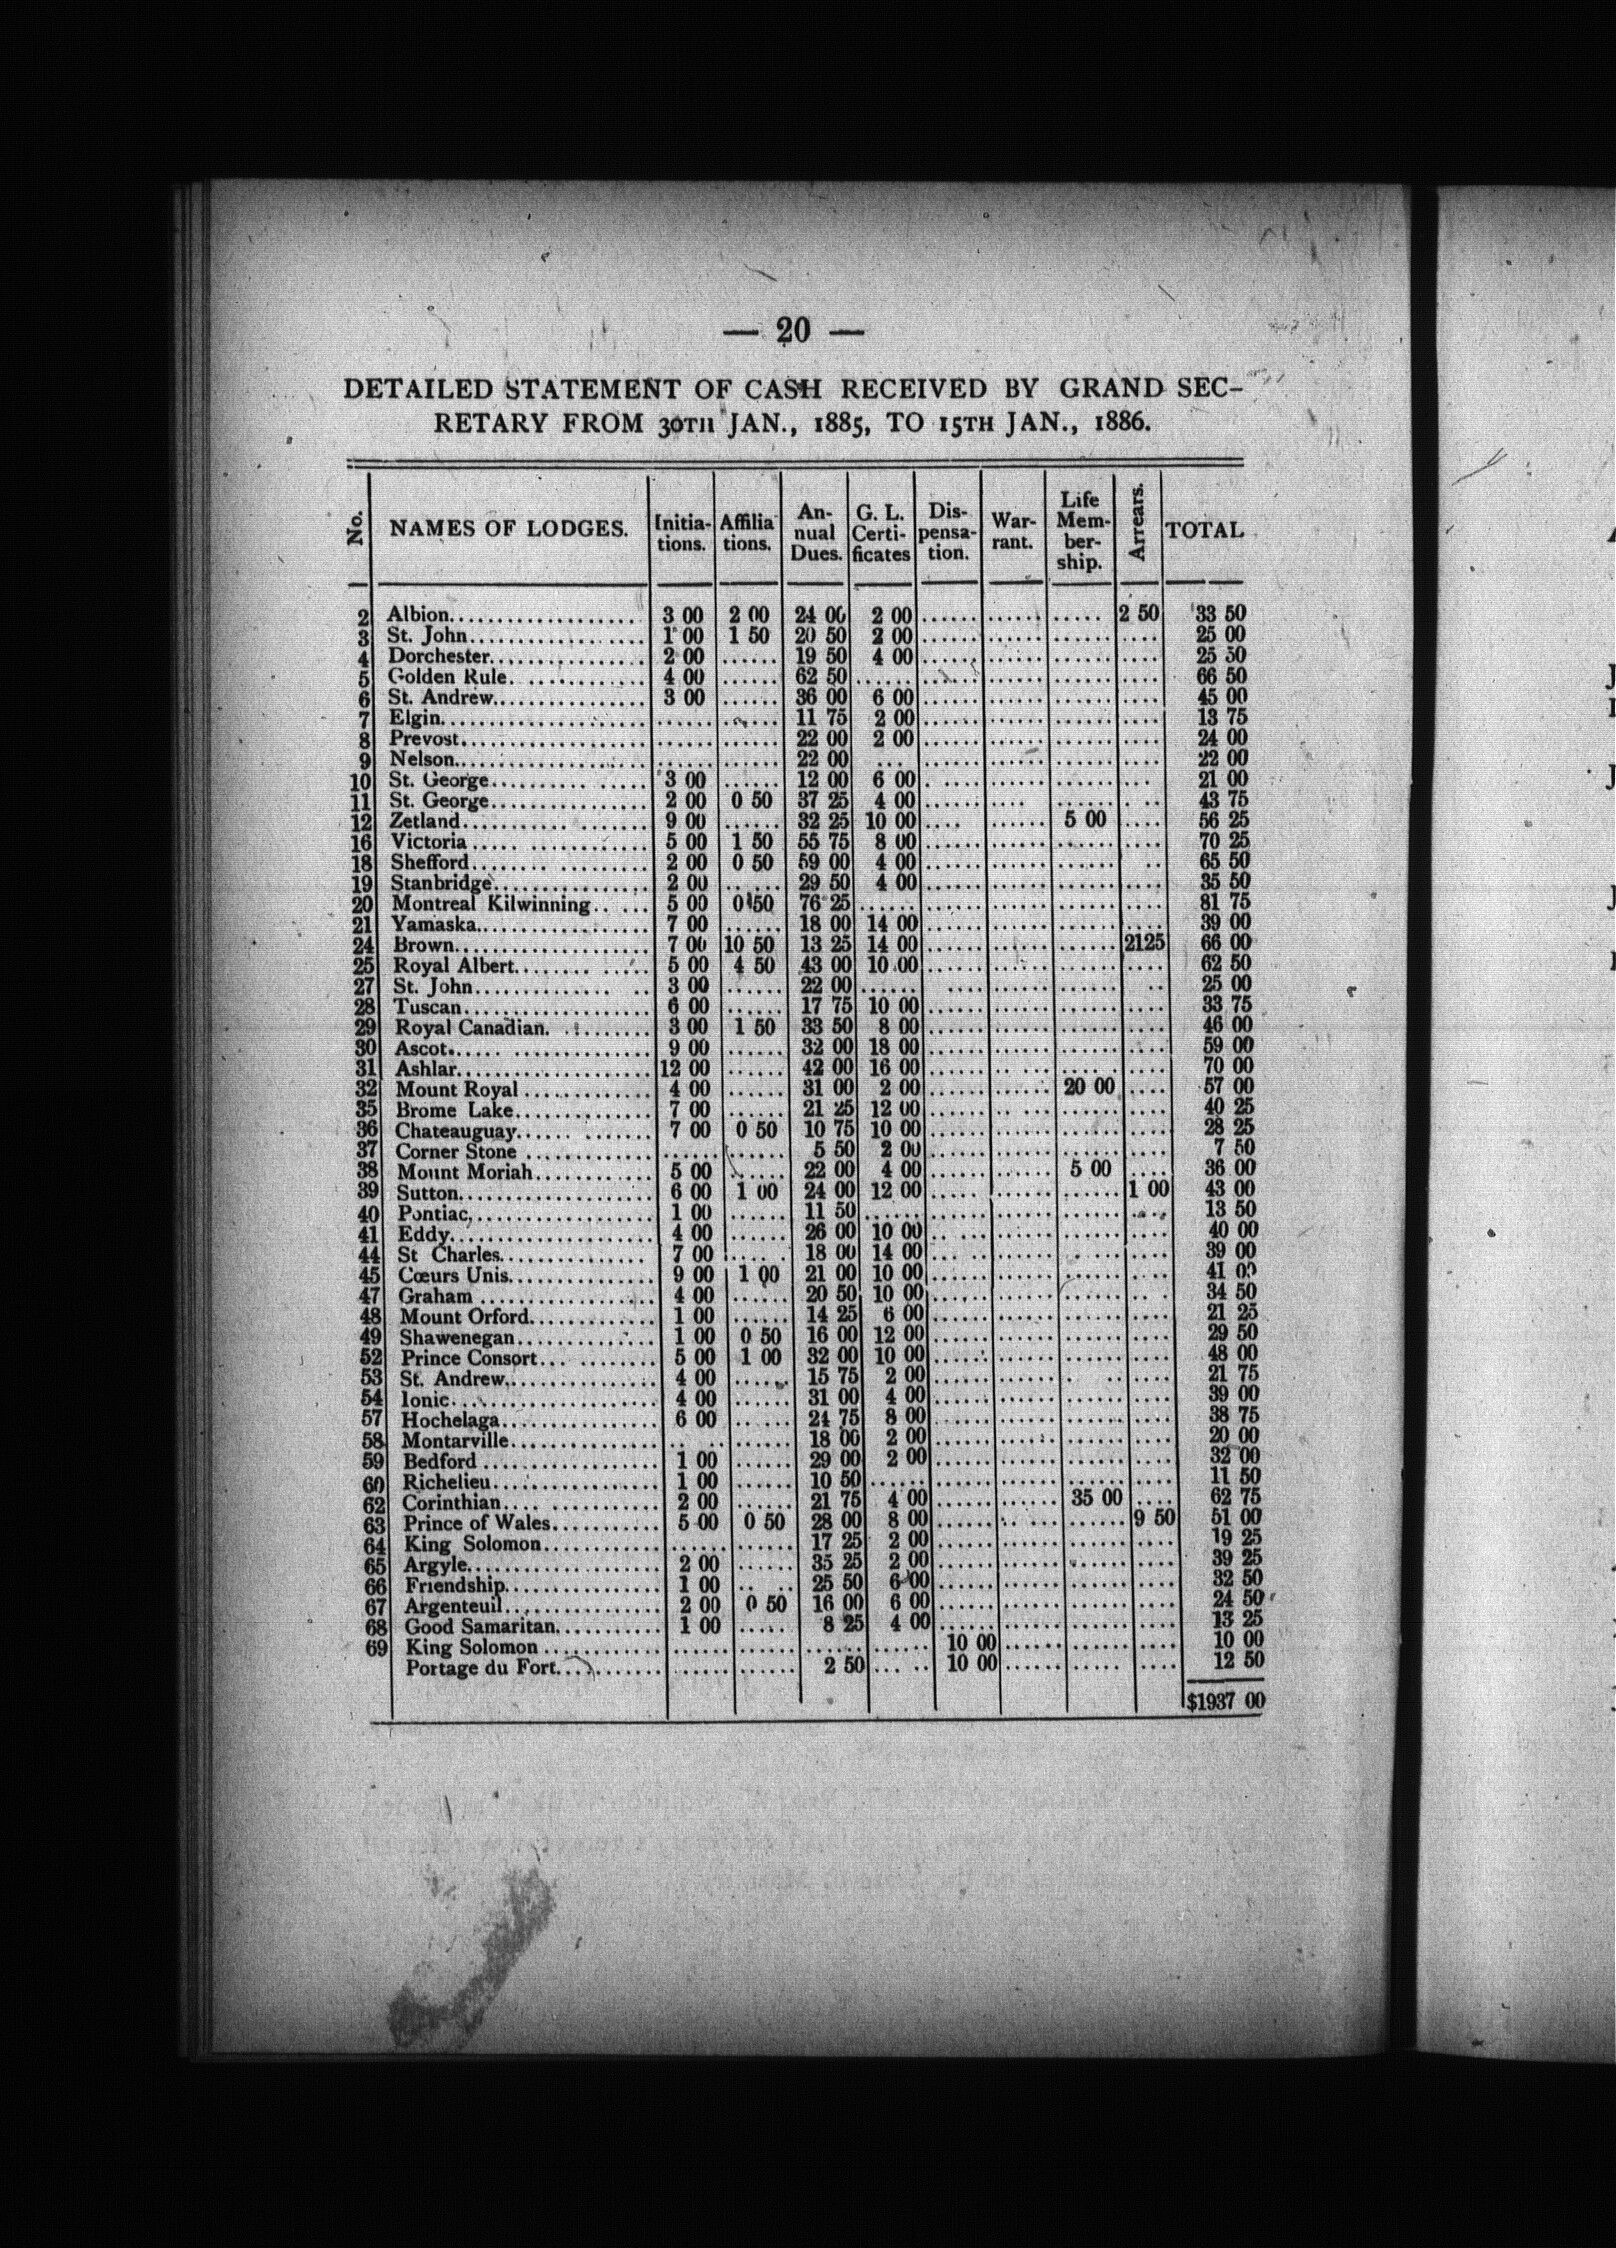 — 20 —
DETAILED STATEMENT OF CASH RECEIVED BY GRAND SEC-
RETARY FROM 30TH JAN., 1885, TO 15TH JAN., 1886.
No. NAMES OF LODGES. Initia-tions. Affilia tions. An-nual Dues. G. L. Certi-ficates Dis-pensa-tion. War-rant. Life Mem-ber-ship. Arrears. TOTAL
2 Albion 3 00 2 00 24 00 2 00 2 50 33 50
3 St. John 1 00 1 50 20 50 2 00 25 00
4 Dorchester 2 00 19 50 4 00 25 50
5 Golden Rule 4 00 62 50 66 50
6 St. Andrew 3 00 36 00 6 00 45 00
7 Elgin 11 75 2 00 13 75
8 Prevost 22 00 2 00 24 00
9 Nelson 22 00 22 00
10 St. George 3 00 12 00 6 00 21 00
11 St. George 2 00 0 50 37 25 4 00 43 75
12 Zetland 9 00 32 25 10 00 5 00 56 25
16 Victoria 5 00 1 50 55 75 8 00 70 25
18 Shefford 2 00 0 50 59 00 4 00 65 50
19 Stanbridge 2 00 29 50 4 00 35 50
20 Montreal Kilwinning 5 00 0 50 76 25 81 75
21 Yamaska 7 00 18 00 14 00 39 00
24 Brown 7 00 10 50 13 25 14 00 2125 66 00
25 Royal Albert 5 00 4 50 43 00 10 00 62 50
27 St. John 3 00 22 00 25 00
28 Tuscan 6 00 17 75 10 00 33 75
29 Royal Canadian 3 00 1 50 33 50 8 00 46 00
30 Ascot 9 00 32 00 18 00 59 00
31 Ashlar 12 00 42 00 16 00 70 00
32 Mount Royal 4 00 31 00 2 00 20 00 57 00
35 Brome Lake 7 00 21 25 12 00 40 25
36 Chateauguay 7 00 0 50 10 75 10 00 28 25
37 Corner Stone 5 50 2 00 7 50
38 Mount Moriah 5 00 22 00 4 00 5 00 36 00
39 Sutton 6 00 1 00 24 00 12 00 1 00 43 00
40 Pontiac 1 00 11 50 13 50
41 Eddy 4 00 26 00 10 00 40 00
44 St Charles 7 00 18 00 14 00 39 00
45 Cœurs Unis 9 00 1 00 21 00 10 00 41 00
47 Graham 4 00 20 50 10 00 34 50
48 Mount Orford 1 00 14 25 6 00 21 25
49 Shawenegan 1 00 0 50 16 00 12 00 29 50
52 Prince Consort 5 00 1 00 32 00 10 00 48 00
53 St. Andrew 4 00 15 75 2 00 21 75
54 Ionic 4 00 31 00 4 00 39 00
57 Hochelaga 6 00 24 75 8 00 38 75
58 Montarville 18 00 2 00 20 00
59 Bedford 1 00 29 00 2 00 32 00
60 Richelieu 1 00 10 50 11 50
62 Corinthian 2 00 21 75 4 00 35 00 62 75
63 Prince of Wales 5 00 0 50 28 00 8 00 9 50 51 00
64 King Solomon 17 25 2 00 19 25
65 Argyle 2 00 35 25 2 00 39 25
66 Friendship 1 00 25 50 6 00 32 50
67 Argenteuil 2 00 0 50 16 00 6 00 24 50
68 Good Samaritan 1 00 8 25 4 00 13 25
69 King Solomon 10 00 10 00
Portage du Fort 2 50 10 00 12 50
$1937 00